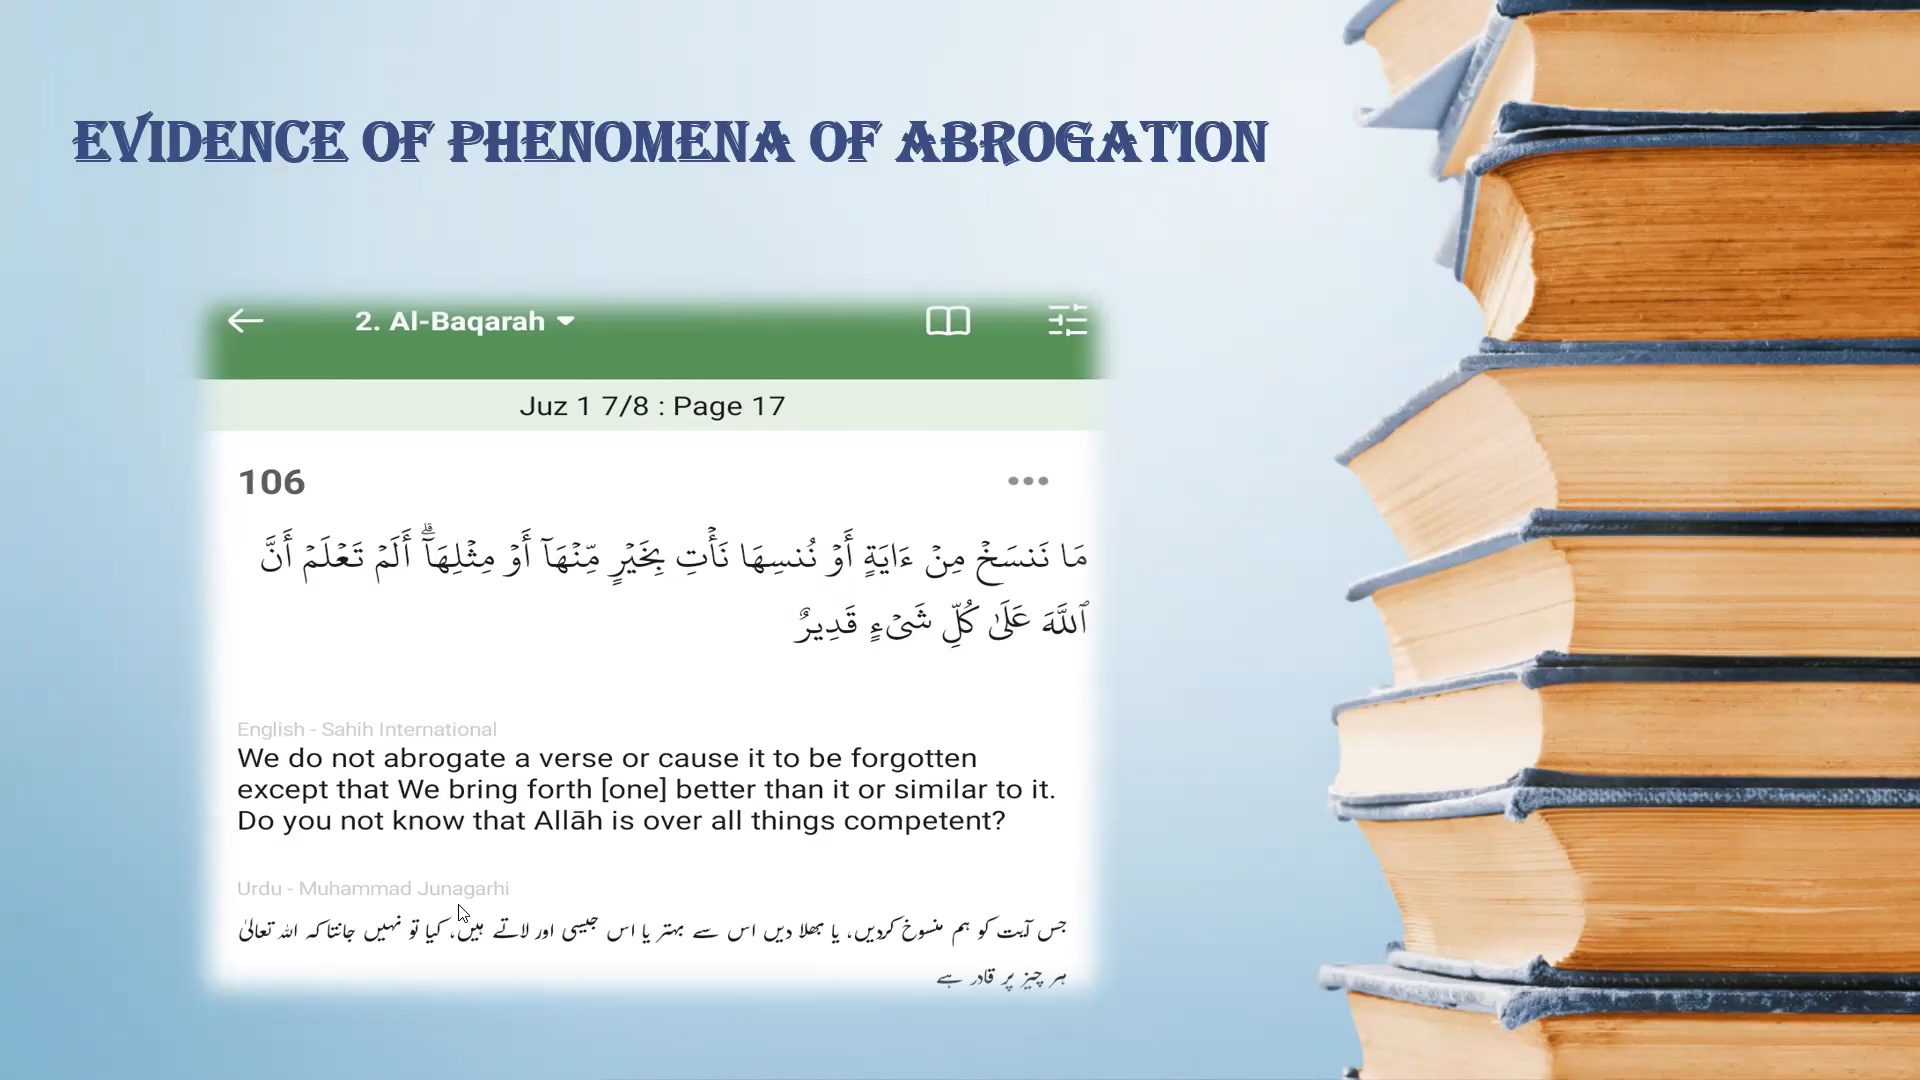 EVIDENCE OF PHENOMENA OF ABROGATION
2. Al-Baqarah
Juz 1 7/8 : Page 17
106
مَا نَنسَخۡ مِنۡ ءَايَةٍ أَوۡ نُنسِهَا نَأۡتِ بِخَيۡرٍ مِّنۡهَآ أَوۡ مِثۡلِهَآۗ أَلَمۡ تَعۡلَمۡ أَنَّ
ٱللَّهَ عَلَىٰ كُلِّ شَىۡءٍ قَدِيرٌ
English - Sahih International
We do not abrogate a verse or cause it to be forgotten
except that We bring forth [one] better than it or similar to it.
Do you not know that Allāh is over all things competent?
Urdu - Muhammad Junagarhi
جس آیت کو ہم منسوخ کردیں، یا بھلا دیں اس سے بہتر یا اس جیسی اور لاتے ہیں، کیا تو نہیں جانتا کہ اللہ تعالیٰ
ہر چیز پر قادر ہے